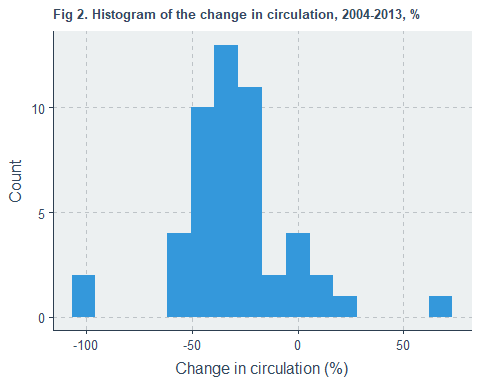 Fig 2. Histogram of the change in circulation, 2004-2013, %
Count
10
5
0
-100
-50
0
50
Change in circulation (%)